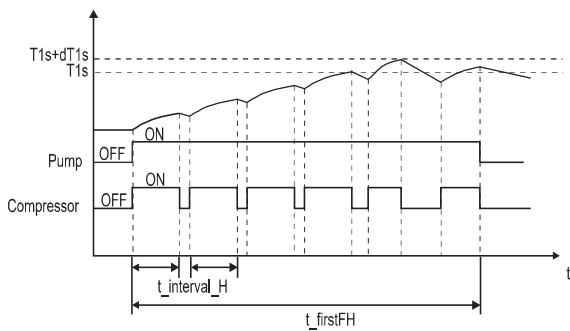 T1s+dT1s
T1s
ON
Pump
OFF
ON
Compressor
OFF
t
t_interval_H
t_firstFH